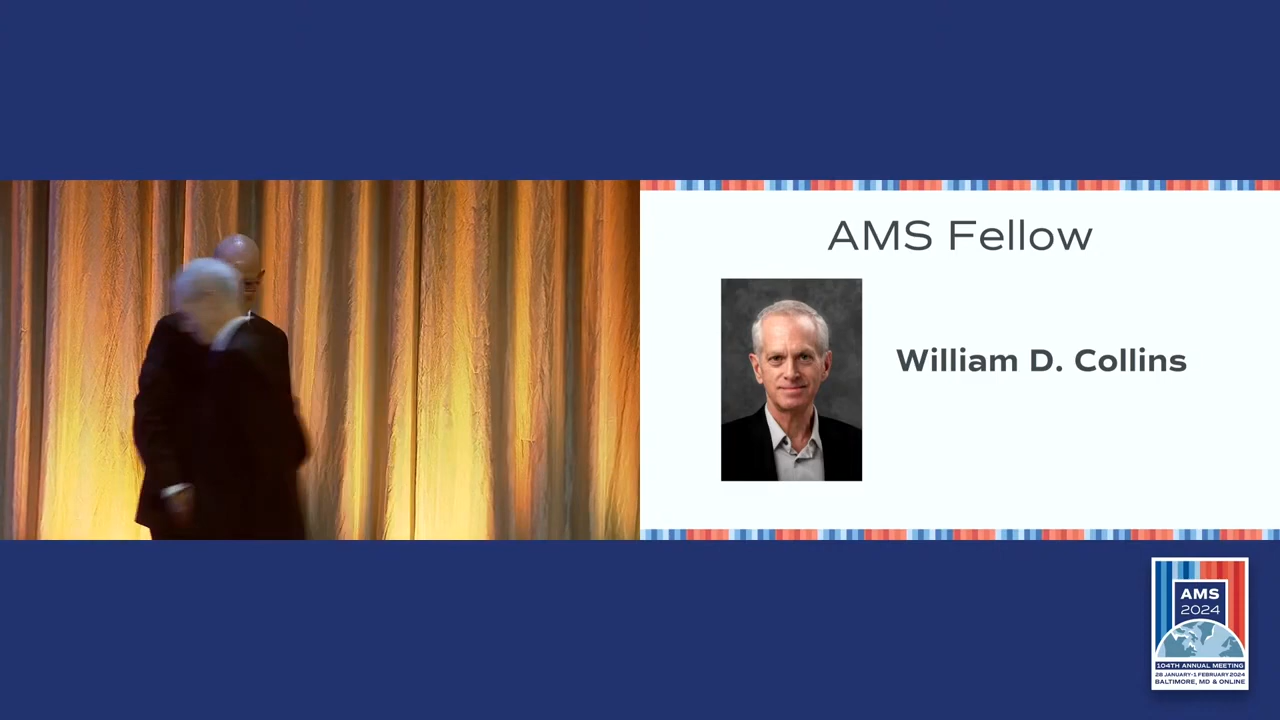 AMS Fellow
William D. Collins
AMS
2024
104TH ANNUAL MEETING
28 JANUARY-1 FEBRUARY 2024
BALTIMORE, MD & ONLINE